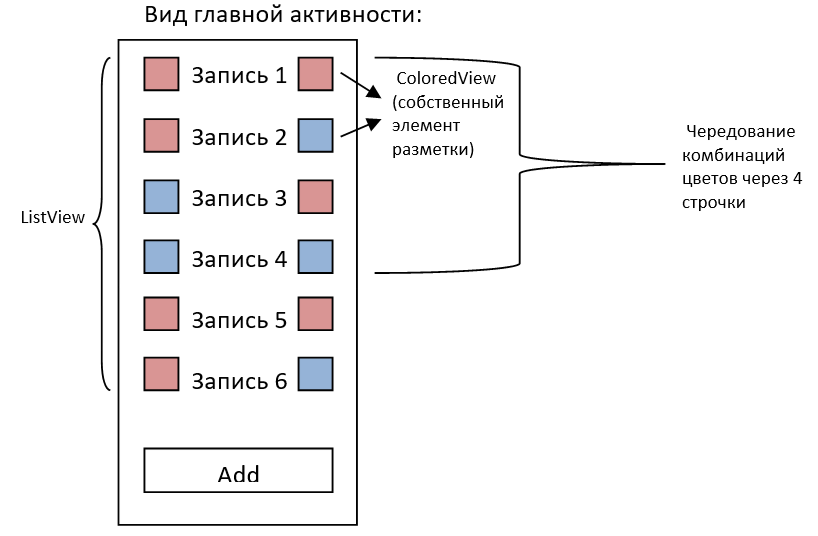 Вид главной активности:
Запись 1
ColoredView
(собственный
элемент
разметки)
Запись 2
Чередование
комбинаций
цветов через 4
строчки
Запись 3
ListView
Запись 4
Запись 5
Запись 6
Add